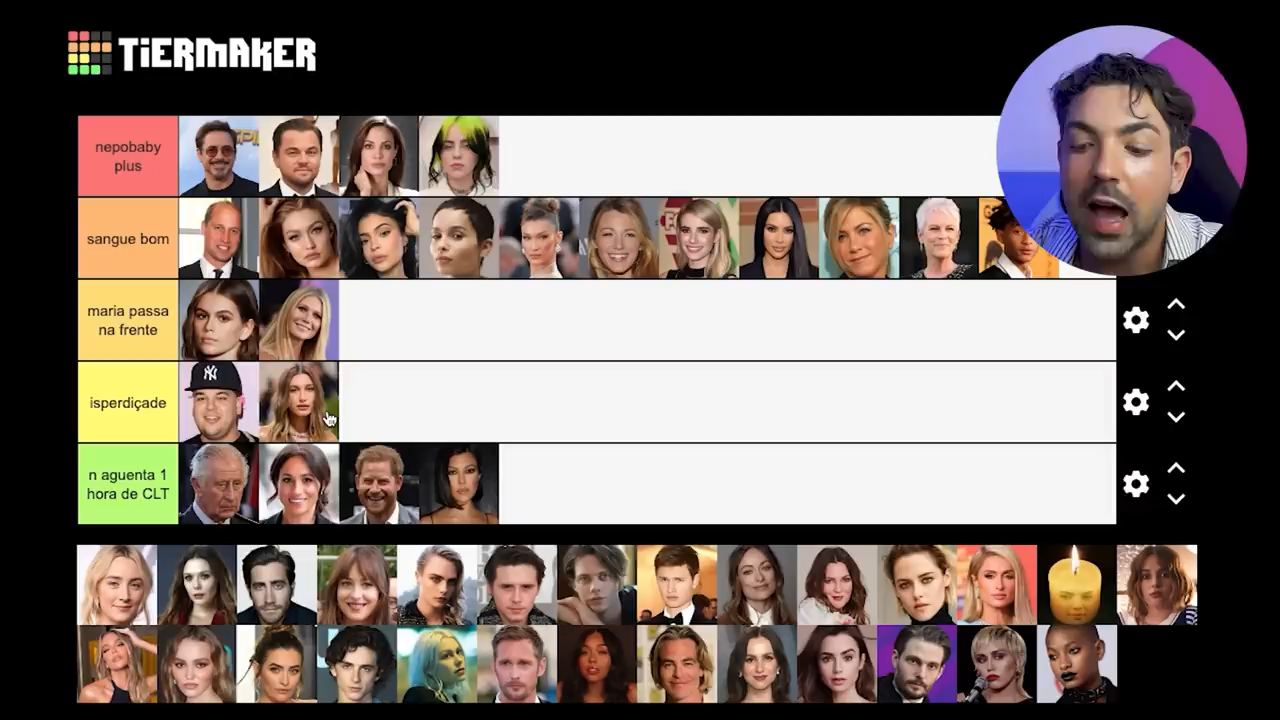 TiERMAKER
nepobaby
plus
sangue bom
maria passa
na frente
isperdiçade
n aguenta 1
hora de CLT